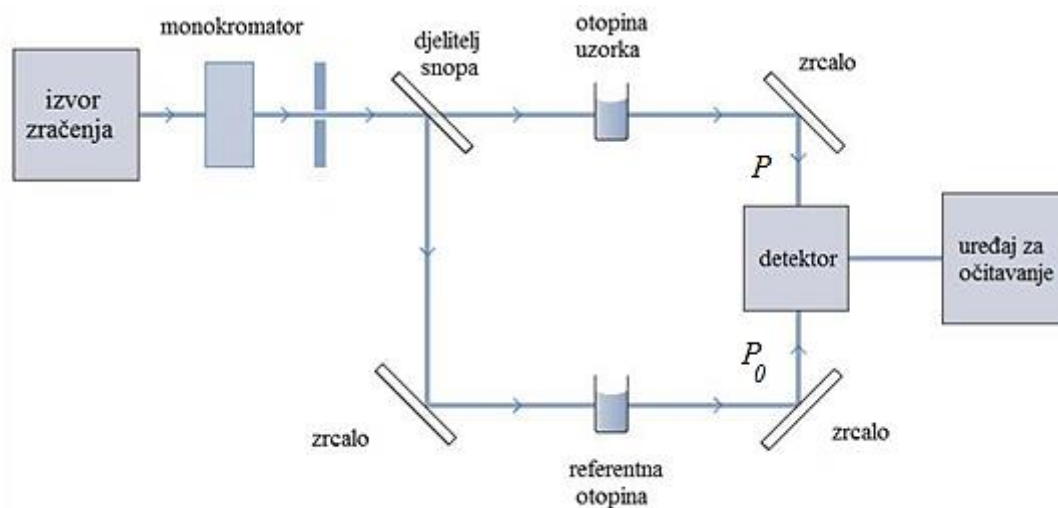 monokromator
izvor
zračenja
djelitelj
snopa
otopina
uzorka
zrcalo
P
detektor
uređaj za
očitavanje
P₀
zrcalo
referentna
otopina
zrcalo